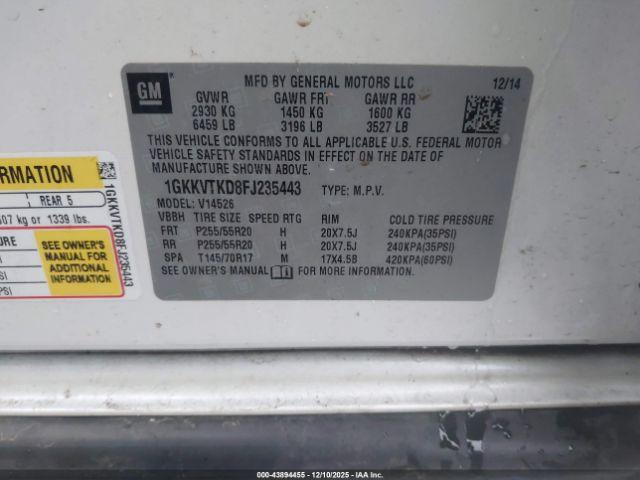 GM
MFD BY GENERAL MOTORS LLC 12/14
GVWR GAWR FRT GAWR RR
2930 KG 1450 KG 1600 KG
6459 LB 3196 LB 3527 LB
THIS VEHICLE CONFORMS TO ALL APPLICABLE U.S. FEDERAL MOTOR
VEHICLE SAFETY STANDARDS IN EFFECT ON THE DATE OF
MANUFACTURE SHOWN ABOVE.
1GKKVTKD8FJ235443 TYPE: M.P.V.
MODEL: V14526
VBBH TIRE SIZE SPEED RTG RIM COLD TIRE PRESSURE
FRT P255/55R20 H 20X7.5J 240KPA(35PSI)
RR P255/55R20 H 20X7.5J 240KPA(35PSI)
SPA T145/70R17 M 17X4.5B 420KPA(60PSI)
SEE OWNER'S MANUAL FOR MORE INFORMATION.
REAR 5
kg or 1339 lbs.
SEE OWNER'S
MANUAL FOR
ADDITIONAL
INFORMATION
1GKKVTKD8FJ235443
000-43894455 • 12/10/2025 - IAAI.com